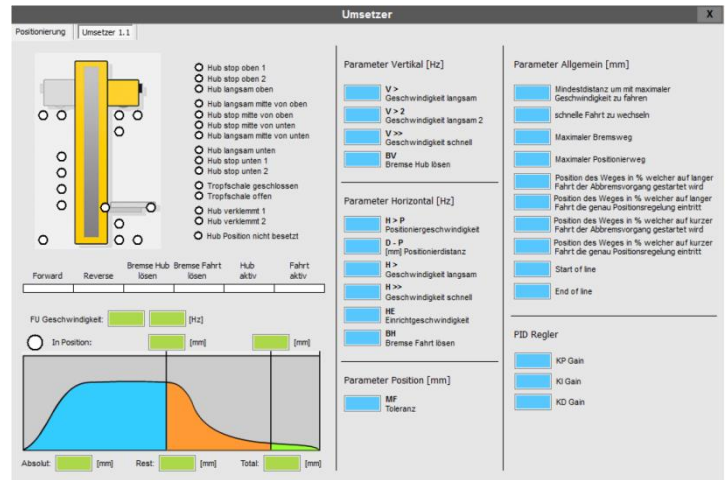 Umsetzer
X
Positionierung
Umsetzer 1.1
Hub stop oben 1
Hub stop oben 2
Hub langsam oben
Hub langsam mitte von oben
Hub stop mitte von oben
Hub stop mitte von unten
Hub langsam mitte von unten
Hub langsam unten
Hub stop unten 1
Hub stop unten 2
Tropfschale geschlossen
Tropfschale offen
Hub verklemmt 1
Hub verklemmt 2
Hub Position nicht besetzt
Forward
Reverse
Bremse Hub
lösen
Bremse Fahrt
lösen
Hub
aktiv
Fahrt
aktiv
FU Geschwindigkeit:
[Hz]
In Position:
[mm]
[mm]
Absolut:
[mm]
Rest:
[mm]
Total:
[mm]
Parameter Vertikal [Hz]
V >
Geschwindigkeit langsam
V > 2
Geschwindigkeit langsam 2
V >>
Geschwindigkeit schnell
BV
Bremse Hub lösen
Parameter Horizontal [Hz]
H > P
Positioniergeschwindigkeit
D - P
[mm] Positionierdistanz
H >
Geschwindigkeit langsam
H >>
Geschwindigkeit schnell
HE
Einrichtgeschwindigkeit
BH
Bremse Fahrt lösen
Parameter Position [mm]
MF
Toleranz
Parameter Allgemein [mm]
Mindestdistanz um mit maximaler
Geschwindigkeit zu fahren
schnelle Fahrt zu wechseln
Maximaler Bremsweg
Maximaler Positionierweg
Position des Weges in % welcher auf langer
Fahrt der Abbremsvorgang gestartet wird
Position des Weges in % welcher auf langer
Fahrt die genau Positionsregelung eintritt
Position des Weges in % welcher auf kurzer
Fahrt der Abbremsvorgang gestartet wird
Position des Weges in % welcher auf kurzer
Fahrt die genau Positionsregelung eintritt
Start of line
End of line
PID Regler
KP Gain
KI Gain
KD Gain